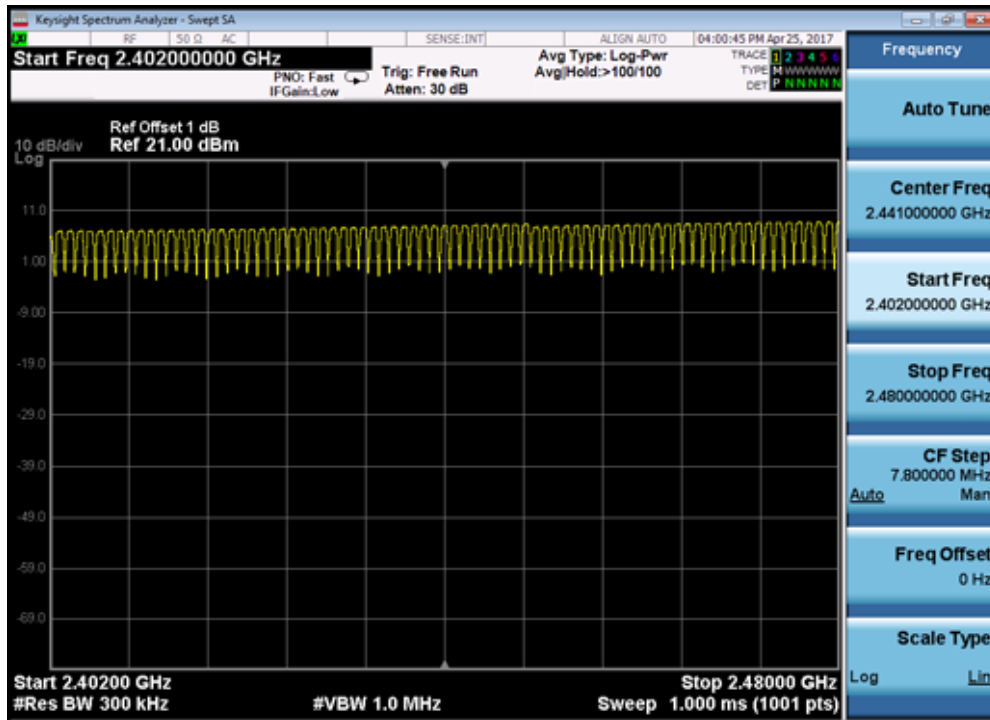 Keysight Spectrum Analyzer - Swept SA
RF 50 Ω AC SENSE:INT ALIGN AUTO 04:00:45 PM Apr 25, 2017
Start Freq 2.402000000 GHz
PNO: Fast
IFGain:Low
Trig: Free Run
Atten: 30 dB
Avg Type: Log-Pwr
Avg|Hold:>100/100
TRACE 1 2 3 4 5 6
TYPE M WWWWW
DET P N N N N N
Ref Offset 1 dB
10 dB/div Ref 21.00 dBm
Log
11.0
1.00
-9.00
-19.0
-29.0
-39.0
-49.0
-59.0
-69.0
Start 2.40200 GHz Stop 2.48000 GHz
#Res BW 300 kHz #VBW 1.0 MHz Sweep 1.000 ms (1001 pts)
Frequency
Auto Tune
Center Freq
2.441000000 GHz
Start Freq
2.402000000 GHz
Stop Freq
2.480000000 GHz
CF Step
7.800000 MHz
Auto Man
Freq Offset
0 Hz
Scale Type
Log Lin